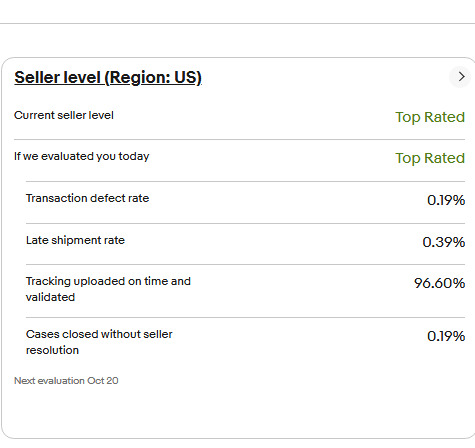 Seller level (Region: US)
Current seller level
Top Rated
If we evaluated you today
Top Rated
Transaction defect rate
0.19%
Late shipment rate
0.39%
Tracking uploaded on time and
validated
96.60%
Cases closed without seller
resolution
0.19%
Next evaluation Oct 20